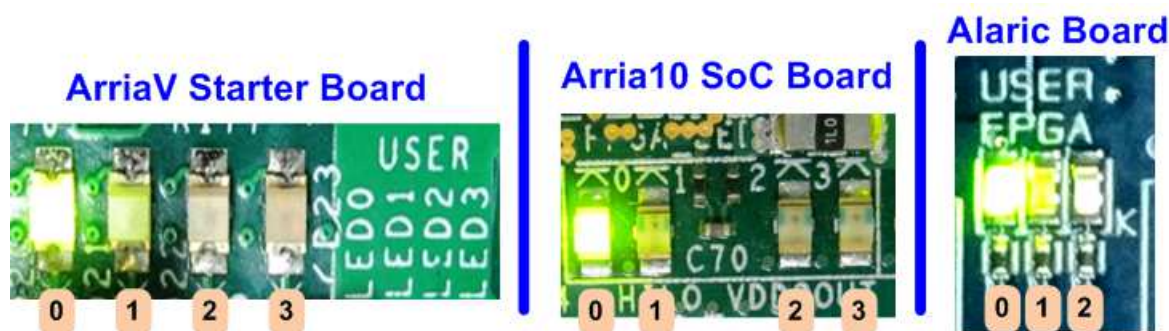 ArriaV Starter Board
USER
LED0
LED1
LED2
LED3
0 1 2 3
Arria10 SoC Board
0 1 2 3
C70
0 1 2 3
Alaric Board
USER
FPGA
K
0 1 2